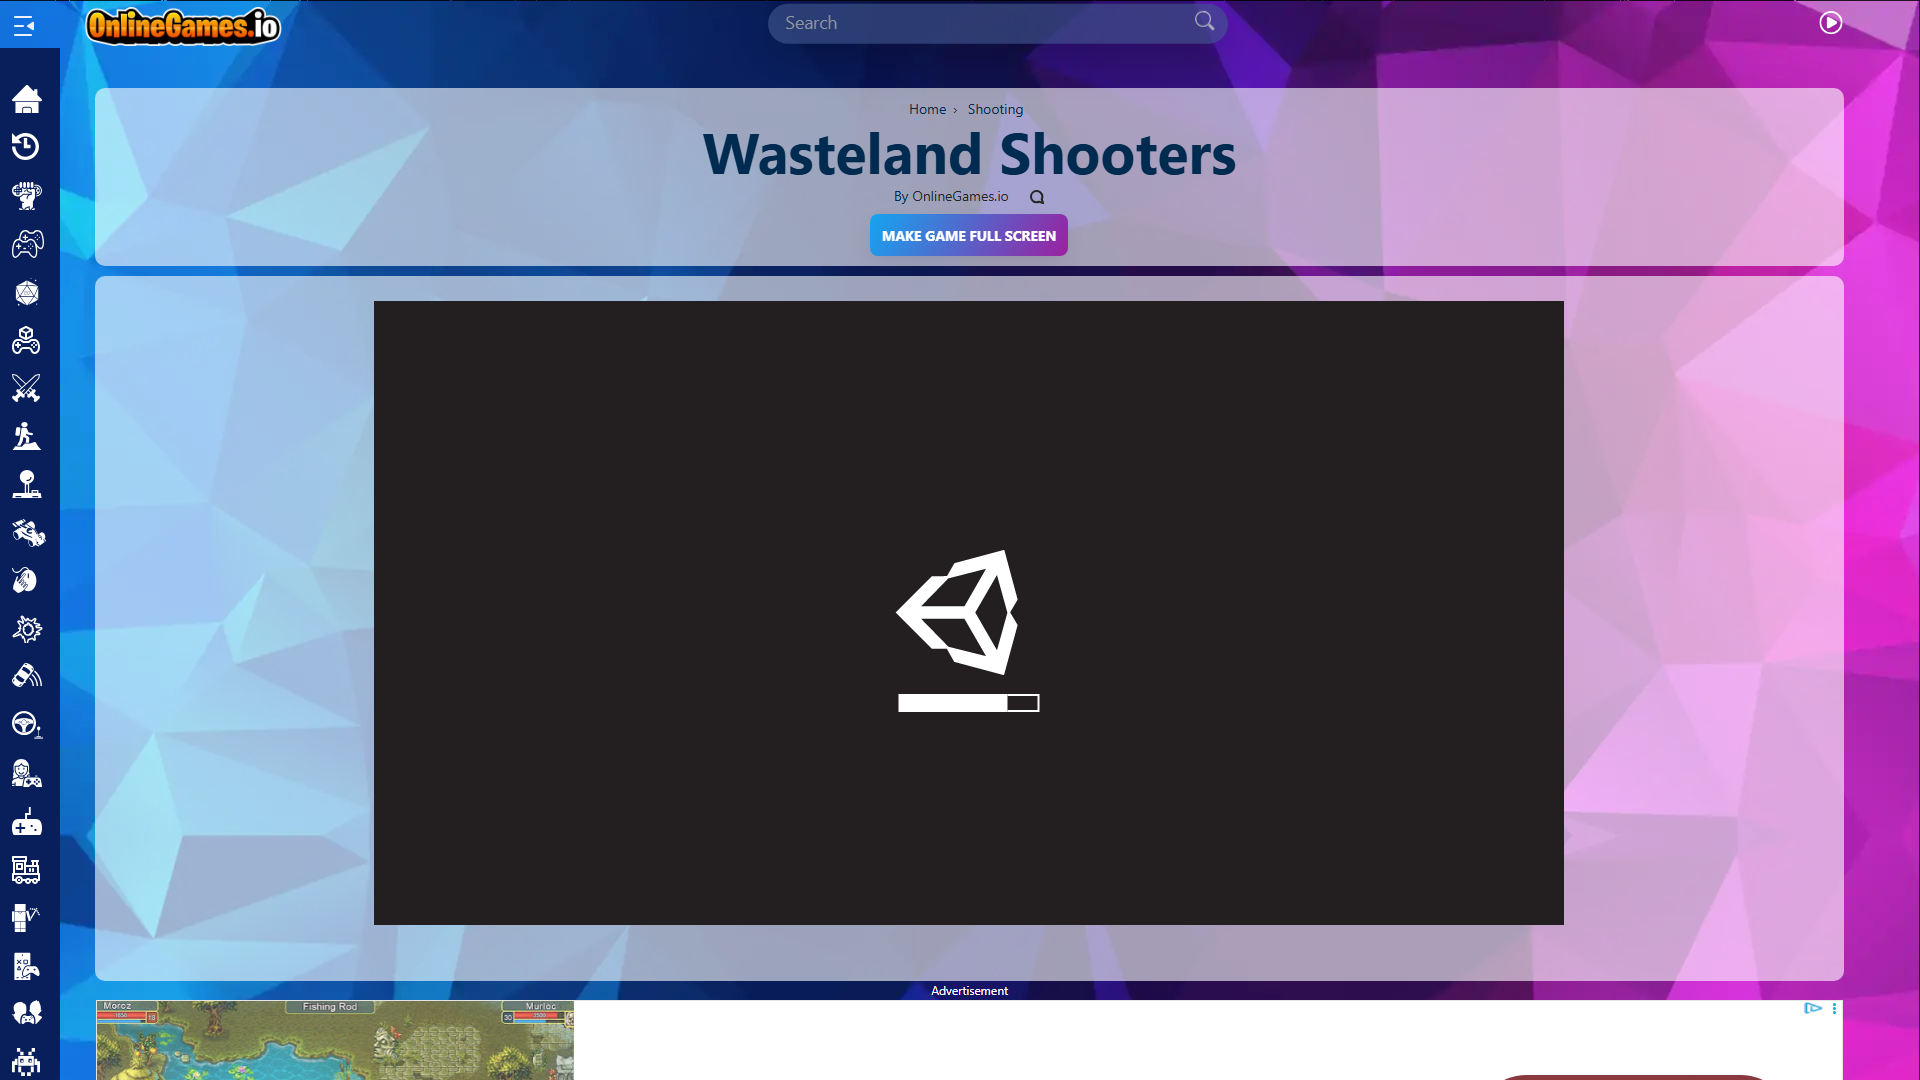 OnlineGames.io
Search
Home › Shooting
Wasteland Shooters
By OnlineGames.io
MAKE GAME FULL SCREEN
Advertisement
Moroz
Fishing Rod
Murloc
30